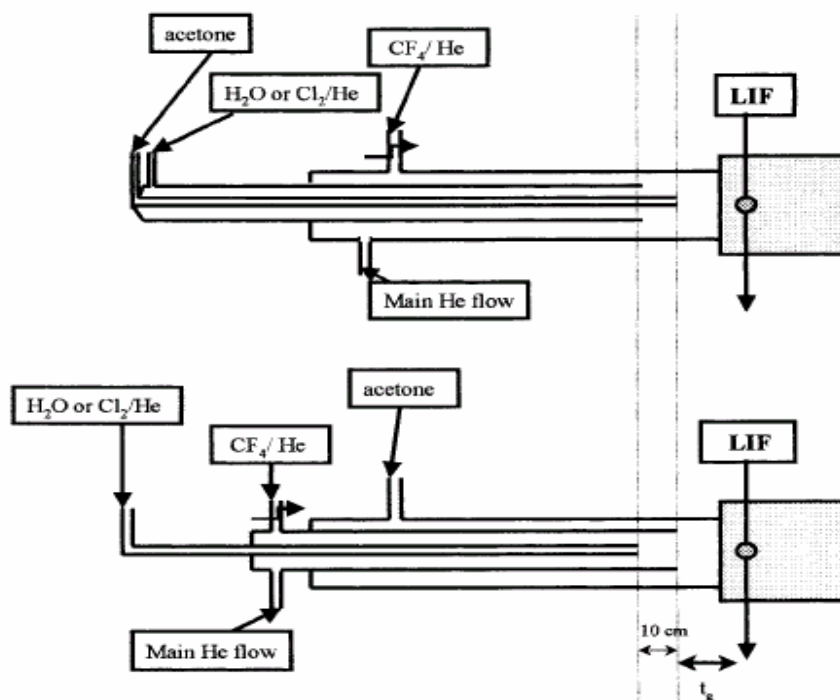 acetone
CF₄/ He
H₂O or Cl₂/He
LIF
Main He flow
acetone
H₂O or Cl₂/He
CF₄/ He
LIF
Main He flow
10 cm
tₛ